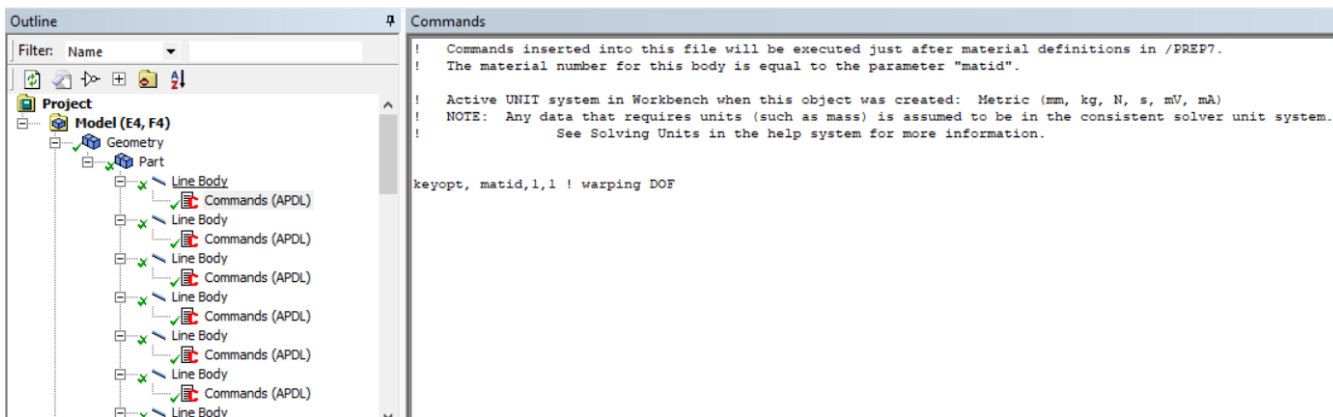 Outline
Filter: Name
Project
Model (E4, F4)
Geometry
Part
Line Body
Commands (APDL)
Line Body
Commands (APDL)
Line Body
Commands (APDL)
Line Body
Commands (APDL)
Line Body
Commands (APDL)
Line Body
Commands (APDL)
Line Body
Commands
! Commands inserted into this file will be executed just after material definitions in /PREP7.
! The material number for this body is equal to the parameter "matid".
! Active UNIT system in Workbench when this object was created: Metric (mm, kg, N, s, mV, mA)
! NOTE: Any data that requires units (such as mass) is assumed to be in the consistent solver unit system.
! See Solving Units in the help system for more information.
keyopt, matid,1,1 ! warping DOF